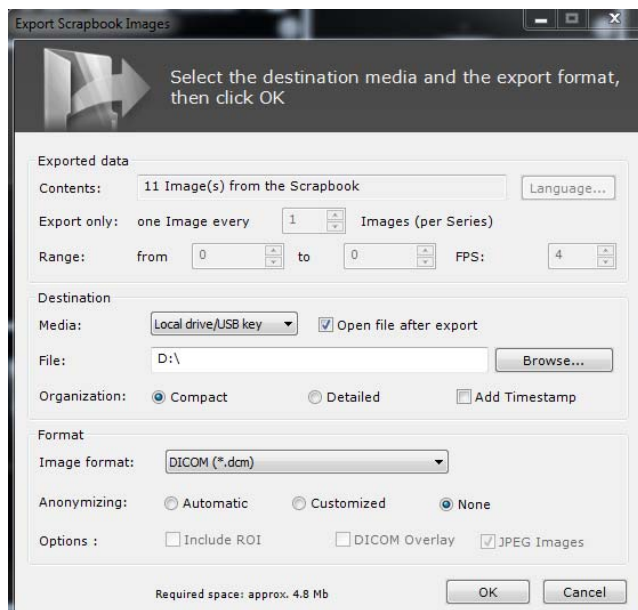 Export Scrapbook Images
Select the destination media and the export format,
then click OK
Exported data
Contents: 11 Image(s) from the Scrapbook Language...
Export only: one Image every 1 Images (per Series)
Range: from 0 to 0 FPS: 4
Destination
Media: Local drive/USB key Open file after export
File: D:\ Browse...
Organization: Compact Detailed Add Timestamp
Format
Image format: DICOM (*.dcm)
Anonymizing: Automatic Customized None
Options : Include ROI DICOM Overlay JPEG Images
Required space: approx. 4.8 Mb OK Cancel